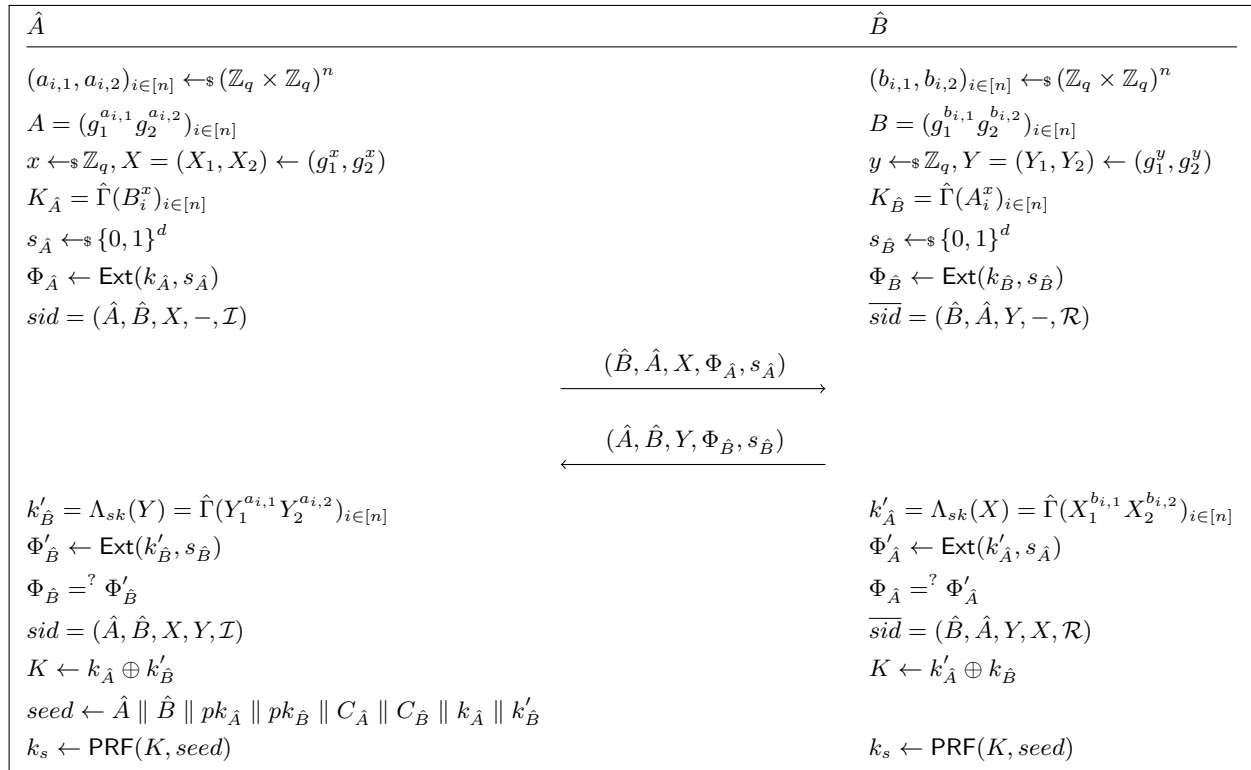 Â B̂
(a_{i,1}, a_{i,2})_{i∈[n]} ←$ (ℤ_q × ℤ_q)^n (b_{i,1}, b_{i,2})_{i∈[n]} ←$ (ℤ_q × ℤ_q)^n
A = (g_1^{a_{i,1}} g_2^{a_{i,2}})_{i∈[n]} B = (g_1^{b_{i,1}} g_2^{b_{i,2}})_{i∈[n]}
x ←$ ℤ_q, X = (X_1, X_2) ← (g_1^x, g_2^x) y ←$ ℤ_q, Y = (Y_1, Y_2) ← (g_1^y, g_2^y)
K_Â = Γ̂(B_i^x)_{i∈[n]} K_B̂ = Γ̂(A_i^x)_{i∈[n]}
s_Â ←$ {0, 1}^d s_B̂ ←$ {0, 1}^d
Φ_Â ← Ext(k_Â, s_Â) Φ_B̂ ← Ext(k_B̂, s_B̂)
sid = (Â, B̂, X, −, ℐ) \overline{sid} = (B̂, Â, Y, −, ℛ)
(B̂, Â, X, Φ_Â, s_Â)
(Â, B̂, Y, Φ_B̂, s_B̂)
k′_B̂ = Λ_{sk}(Y) = Γ̂(Y_1^{a_{i,1}} Y_2^{a_{i,2}})_{i∈[n]} k′_Â = Λ_{sk}(X) = Γ̂(X_1^{b_{i,1}} X_2^{b_{i,2}})_{i∈[n]}
Φ′_B̂ ← Ext(k′_B̂, s_B̂) Φ′_Â ← Ext(k′_Â, s_Â)
Φ_B̂ =^? Φ′_B̂ Φ_Â =^? Φ′_Â
sid = (Â, B̂, X, Y, ℐ) \overline{sid} = (B̂, Â, Y, X, ℛ)
K ← k_Â ⊕ k′_B̂ K ← k′_Â ⊕ k_B̂
seed ← Â ∥ B̂ ∥ pk_Â ∥ pk_B̂ ∥ C_Â ∥ C_B̂ ∥ k_Â ∥ k′_B̂
k_s ← PRF(K, seed) k_s ← PRF(K, seed)